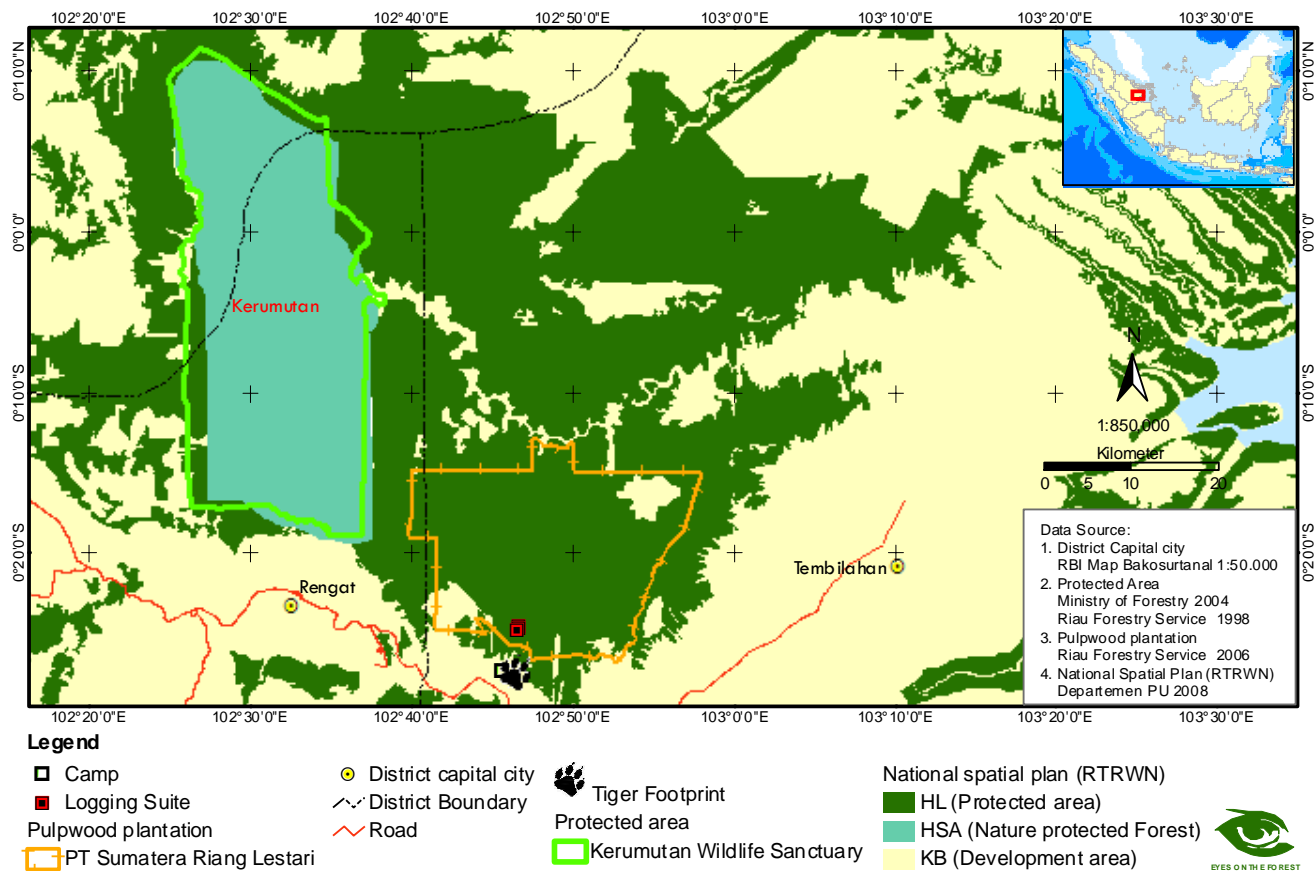 102°20'0"E 102°30'0"E 102°40'0"E 102°50'0"E 103°0'0"E 103°10'0"E 103°20'0"E 103°30'0"E
0°10'0"N 0°10'0"N
0°0'0" 0°0'0"
Kerumutan
N
0°10'0"S 0°10'0"S
1:850,000
Kilometer
0 5 10 20
Data Source:
1. District Capital city
RBI Map Bakosurtanal 1:50.000
2. Protected Area
Ministry of Forestry 2004
Riau Forestry Service 1998
3. Pulpwood plantation
Riau Forestry Service 2006
4. National Spatial Plan (RTRWN)
Departemen PU 2008
0°20'0"S 0°20'0"S
Tembilahan
Rengat
102°20'0"E 102°30'0"E 102°40'0"E 102°50'0"E 103°0'0"E 103°10'0"E 103°20'0"E 103°30'0"E
Legend
Camp
Logging Suite
Pulpwood plantation
PT Sumatera Riang Lestari
District capital city
District Boundary
Road
Tiger Footprint
Protected area
Kerumutan Wildlife Sanctuary
National spatial plan (RTRWN)
HL (Protected area)
HSA (Nature protected Forest)
KB (Development area)
EYES ON THE FOREST